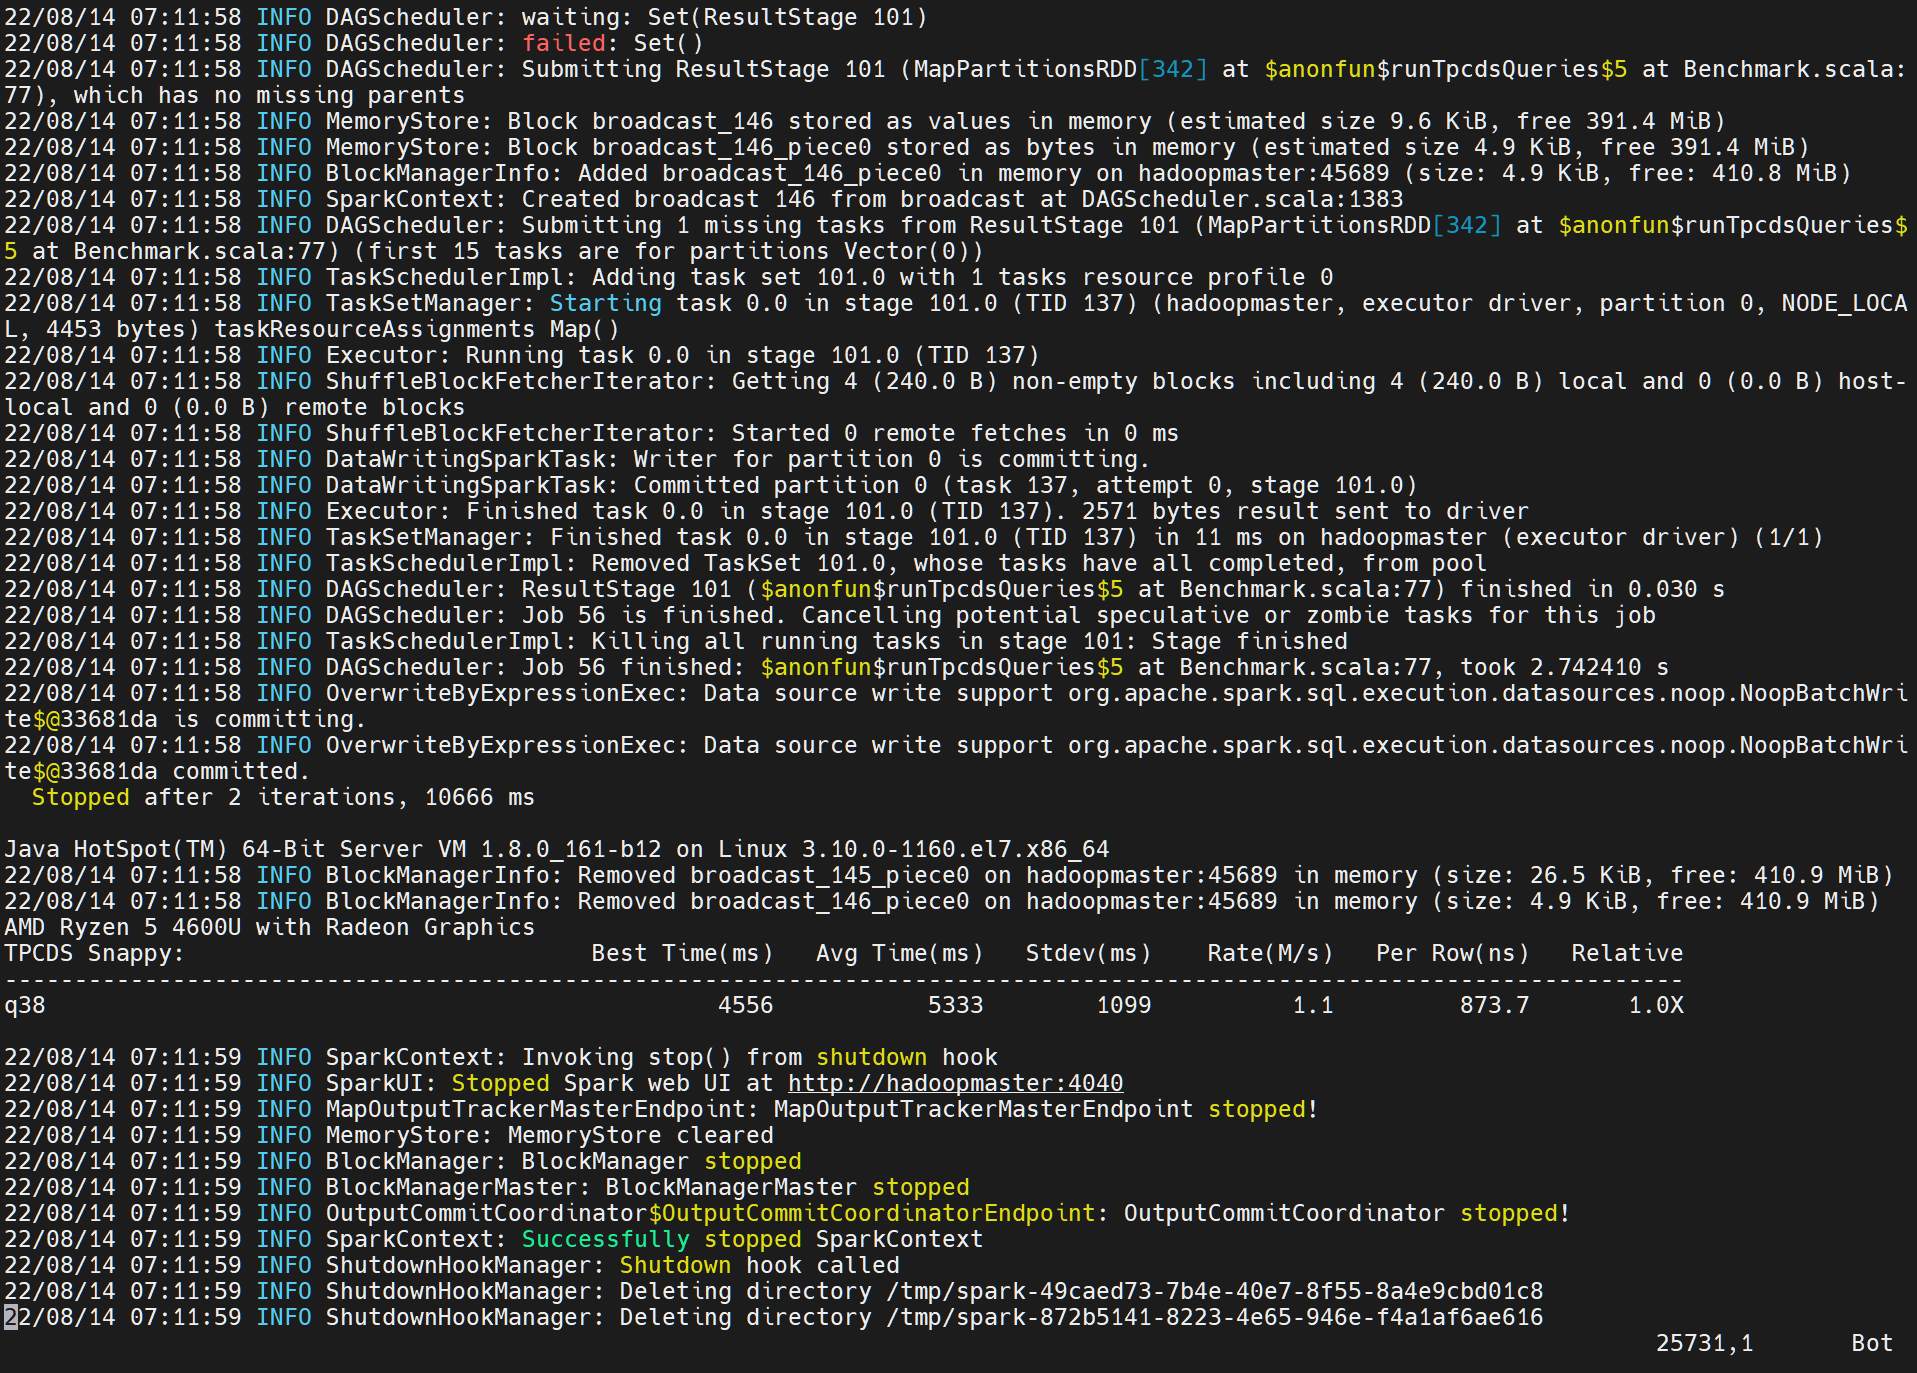 22/08/14 07:11:58 INFO DAGScheduler: waiting: Set(ResultStage 101)
22/08/14 07:11:58 INFO DAGScheduler: failed: Set()
22/08/14 07:11:58 INFO DAGScheduler: Submitting ResultStage 101 (MapPartitionsRDD[342] at $anonfun$runTpcdsQueries$5 at Benchmark.scala:
77), which has no missing parents
22/08/14 07:11:58 INFO MemoryStore: Block broadcast_146 stored as values in memory (estimated size 9.6 KiB, free 391.4 MiB)
22/08/14 07:11:58 INFO MemoryStore: Block broadcast_146_piece0 stored as bytes in memory (estimated size 4.9 KiB, free 391.4 MiB)
22/08/14 07:11:58 INFO BlockManagerInfo: Added broadcast_146_piece0 in memory on hadoopmaster:45689 (size: 4.9 KiB, free: 410.8 MiB)
22/08/14 07:11:58 INFO SparkContext: Created broadcast 146 from broadcast at DAGScheduler.scala:1383
22/08/14 07:11:58 INFO DAGScheduler: Submitting 1 missing tasks from ResultStage 101 (MapPartitionsRDD[342] at $anonfun$runTpcdsQueries$
5 at Benchmark.scala:77) (first 15 tasks are for partitions Vector(0))
22/08/14 07:11:58 INFO TaskSchedulerImpl: Adding task set 101.0 with 1 tasks resource profile 0
22/08/14 07:11:58 INFO TaskSetManager: Starting task 0.0 in stage 101.0 (TID 137) (hadoopmaster, executor driver, partition 0, NODE_LOCA
L, 4453 bytes) taskResourceAssignments Map()
22/08/14 07:11:58 INFO Executor: Running task 0.0 in stage 101.0 (TID 137)
22/08/14 07:11:58 INFO ShuffleBlockFetcherIterator: Getting 4 (240.0 B) non-empty blocks including 4 (240.0 B) local and 0 (0.0 B) host-
local and 0 (0.0 B) remote blocks
22/08/14 07:11:58 INFO ShuffleBlockFetcherIterator: Started 0 remote fetches in 0 ms
22/08/14 07:11:58 INFO DataWritingSparkTask: Writer for partition 0 is committing.
22/08/14 07:11:58 INFO DataWritingSparkTask: Committed partition 0 (task 137, attempt 0, stage 101.0)
22/08/14 07:11:58 INFO Executor: Finished task 0.0 in stage 101.0 (TID 137). 2571 bytes result sent to driver
22/08/14 07:11:58 INFO TaskSetManager: Finished task 0.0 in stage 101.0 (TID 137) in 11 ms on hadoopmaster (executor driver) (1/1)
22/08/14 07:11:58 INFO TaskSchedulerImpl: Removed TaskSet 101.0, whose tasks have all completed, from pool
22/08/14 07:11:58 INFO DAGScheduler: ResultStage 101 ($anonfun$runTpcdsQueries$5 at Benchmark.scala:77) finished in 0.030 s
22/08/14 07:11:58 INFO DAGScheduler: Job 56 is finished. Cancelling potential speculative or zombie tasks for this job
22/08/14 07:11:58 INFO TaskSchedulerImpl: Killing all running tasks in stage 101: Stage finished
22/08/14 07:11:58 INFO DAGScheduler: Job 56 finished: $anonfun$runTpcdsQueries$5 at Benchmark.scala:77, took 2.742410 s
22/08/14 07:11:58 INFO OverwriteByExpressionExec: Data source write support org.apache.spark.sql.execution.datasources.noop.NoopBatchWri
te$@33681da is committing.
22/08/14 07:11:58 INFO OverwriteByExpressionExec: Data source write support org.apache.spark.sql.execution.datasources.noop.NoopBatchWri
te$@33681da committed.
  Stopped after 2 iterations, 10666 ms

Java HotSpot(TM) 64-Bit Server VM 1.8.0_161-b12 on Linux 3.10.0-1160.el7.x86_64
22/08/14 07:11:58 INFO BlockManagerInfo: Removed broadcast_145_piece0 on hadoopmaster:45689 in memory (size: 26.5 KiB, free: 410.9 MiB)
22/08/14 07:11:58 INFO BlockManagerInfo: Removed broadcast_146_piece0 on hadoopmaster:45689 in memory (size: 4.9 KiB, free: 410.9 MiB)
AMD Ryzen 5 4600U with Radeon Graphics
TPCDS Snappy:                             Best Time(ms)   Avg Time(ms)   Stdev(ms)    Rate(M/s)   Per Row(ns)   Relative
------------------------------------------------------------------------------------------------------------------------
q38                                                4556           5333        1099          1.1         873.7       1.0X

22/08/14 07:11:59 INFO SparkContext: Invoking stop() from shutdown hook
22/08/14 07:11:59 INFO SparkUI: Stopped Spark web UI at http://hadoopmaster:4040
22/08/14 07:11:59 INFO MapOutputTrackerMasterEndpoint: MapOutputTrackerMasterEndpoint stopped!
22/08/14 07:11:59 INFO MemoryStore: MemoryStore cleared
22/08/14 07:11:59 INFO BlockManager: BlockManager stopped
22/08/14 07:11:59 INFO BlockManagerMaster: BlockManagerMaster stopped
22/08/14 07:11:59 INFO OutputCommitCoordinator$OutputCommitCoordinatorEndpoint: OutputCommitCoordinator stopped!
22/08/14 07:11:59 INFO SparkContext: Successfully stopped SparkContext
22/08/14 07:11:59 INFO ShutdownHookManager: Shutdown hook called
22/08/14 07:11:59 INFO ShutdownHookManager: Deleting directory /tmp/spark-49caed73-7b4e-40e7-8f55-8a4e9cbd01c8
22/08/14 07:11:59 INFO ShutdownHookManager: Deleting directory /tmp/spark-872b5141-8223-4e65-946e-f4a1af6ae616
25731,1       Bot